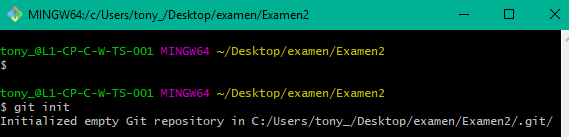 MINGW64:/c/Users/tony_/Desktop/examen/Examen2
tony_@L1-CP-C-W-TS-001 MINGW64 ~/Desktop/examen/Examen2
$
tony_@L1-CP-C-W-TS-001 MINGW64 ~/Desktop/examen/Examen2
$ git init
Initialized empty Git repository in C:/Users/tony_/Desktop/examen/Examen2/.git/